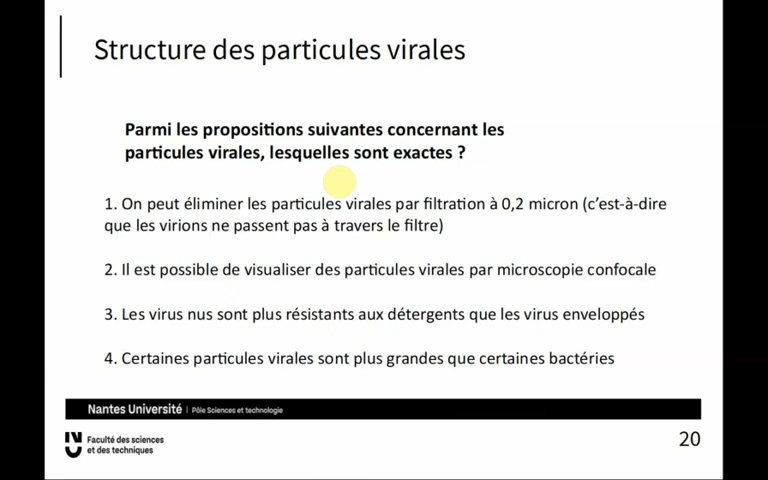 Structure des particules virales
Parmi les propositions suivantes concernant les
particules virales, lesquelles sont exactes ?
1. On peut éliminer les particules virales par filtration à 0,2 micron (c’est-à-dire
que les virions ne passent pas à travers le filtre)
2. Il est possible de visualiser des particules virales par microscopie confocale
3. Les virus nus sont plus résistants aux détergents que les virus enveloppés
4. Certaines particules virales sont plus grandes que certaines bactéries
Nantes Université | Pôle Sciences et technologie
Faculté des sciences
et des techniques
20